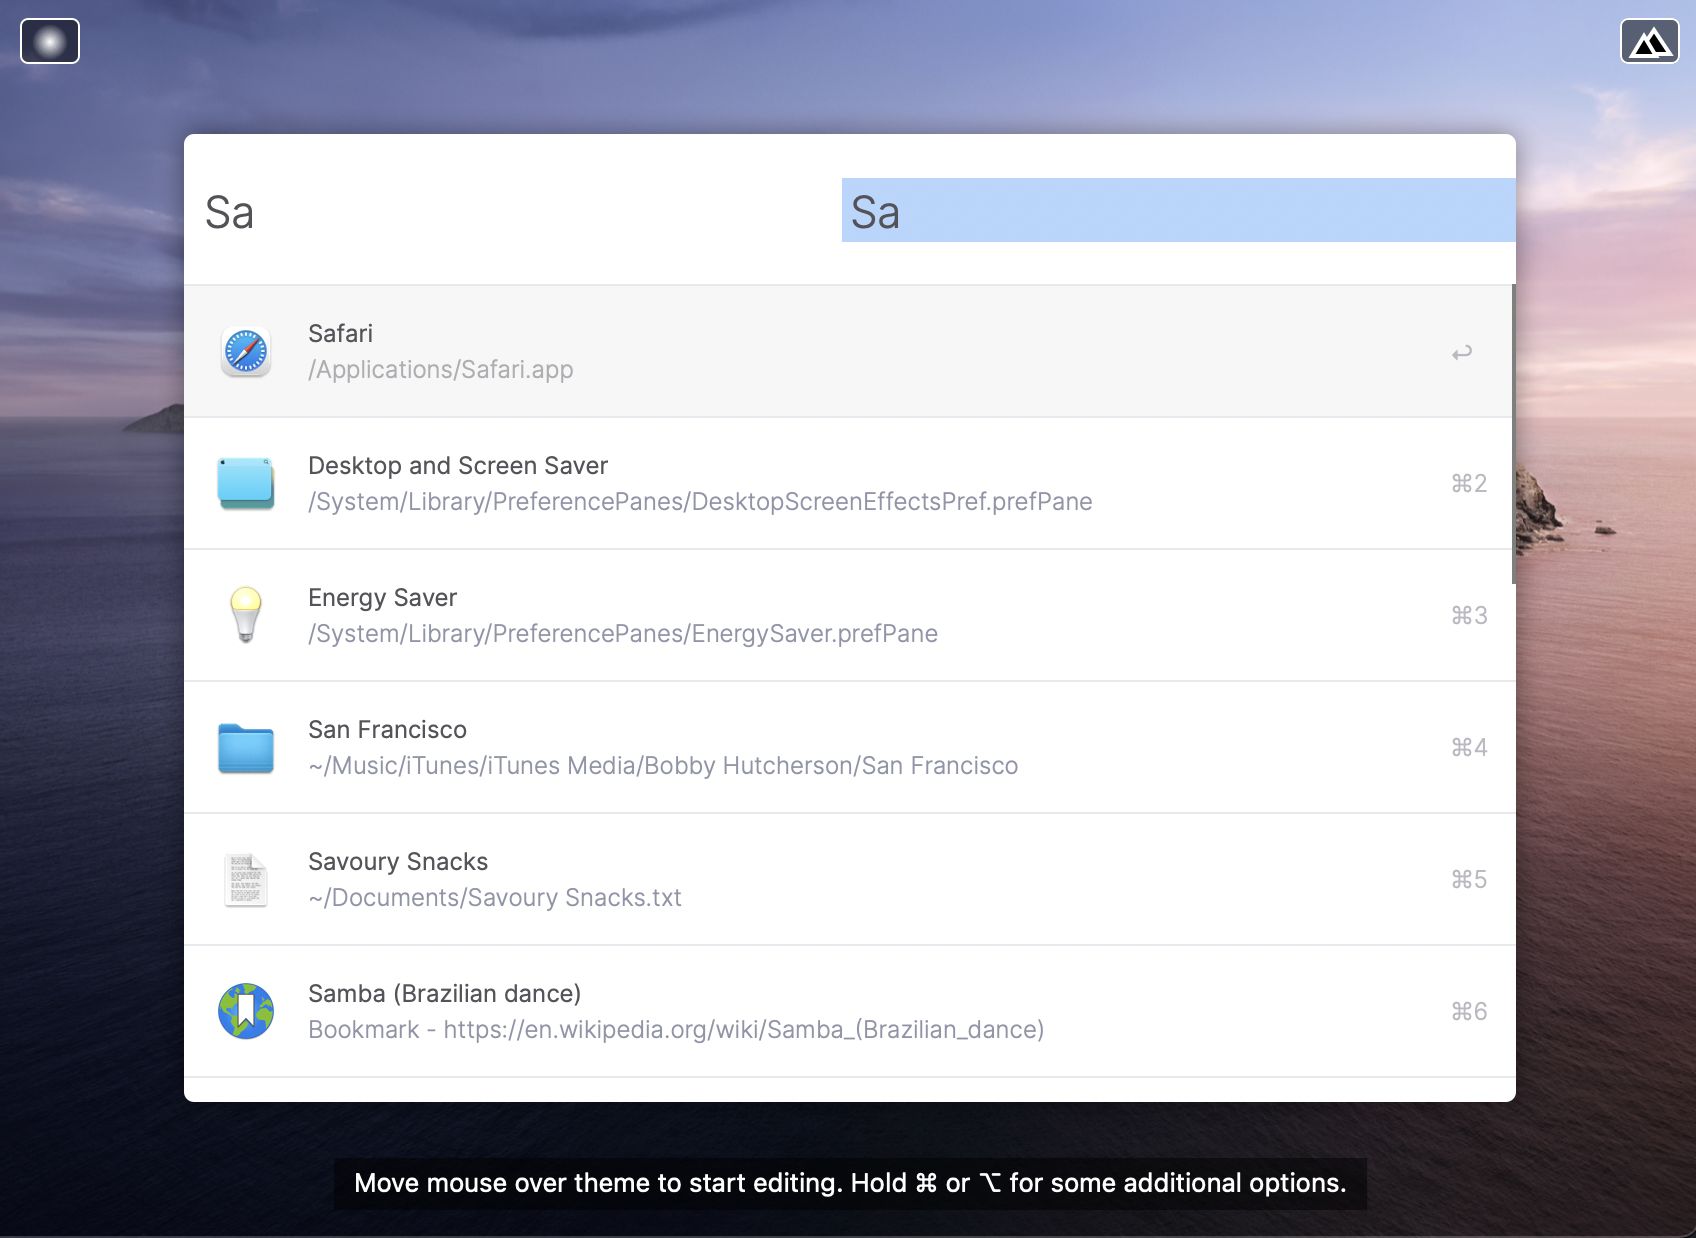 Sa Sa
Safari
/Applications/Safari.app
↩
Desktop and Screen Saver
/System/Library/PreferencePanes/DesktopScreenEffectsPref.prefPane
⌘2
Energy Saver
/System/Library/PreferencePanes/EnergySaver.prefPane
⌘3
San Francisco
~/Music/iTunes/iTunes Media/Bobby Hutcherson/San Francisco
⌘4
Savoury Snacks
~/Documents/Savoury Snacks.txt
⌘5
Samba (Brazilian dance)
Bookmark - https://en.wikipedia.org/wiki/Samba_(Brazilian_dance)
⌘6
Move mouse over theme to start editing. Hold ⌘ or ⌥ for some additional options.